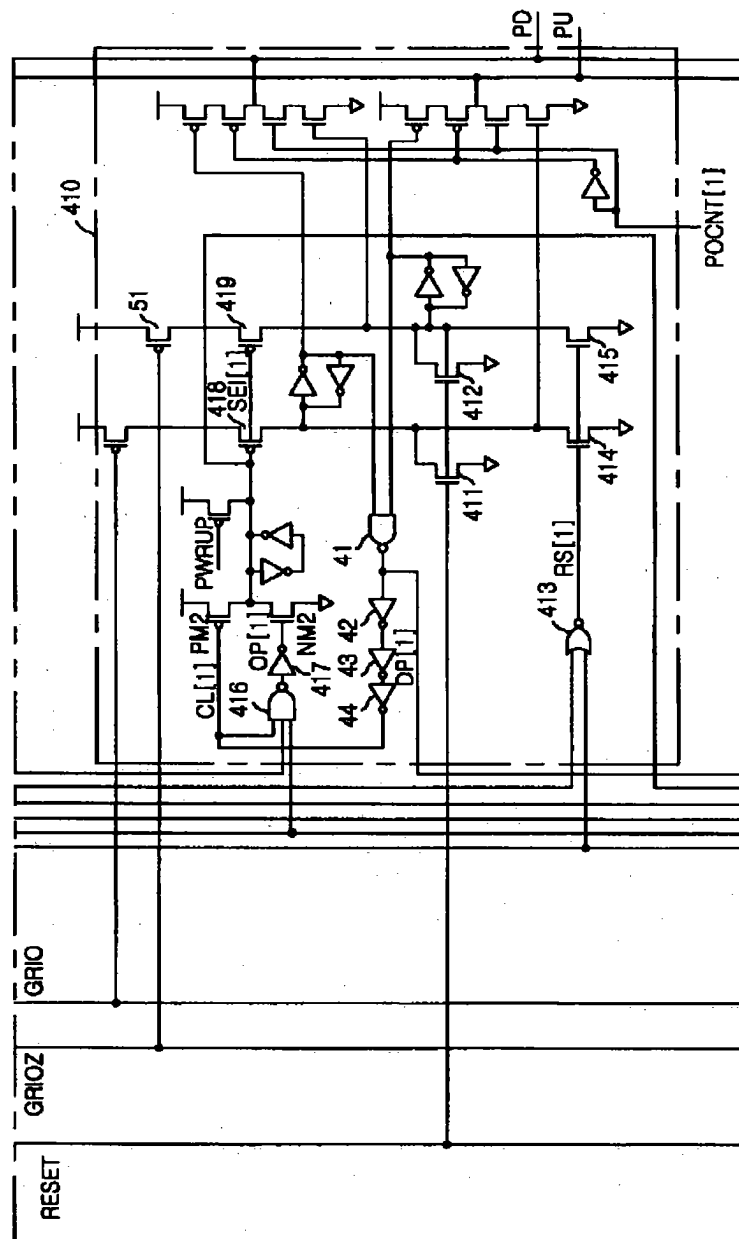 PD
PU
410
51
419
418
SEI[1]
POCNT[1]
PWRUP
412
415
411
414
CL[1]
PM2
OP[1]
NM2
416
417
41
42
43
44
DP[1]
RS[1]
413
GRIO
GRIOZ
RESET